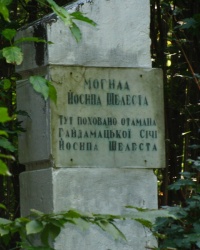 МОГИЛА
ЙОСИПА ШЕЛЕСТА
ТУТ ПОХОВАНО ОТАМАНА
ГАЙДАМАЦЬКОЇ СІЧІ
ЙОСИПА ШЕЛЕСТА